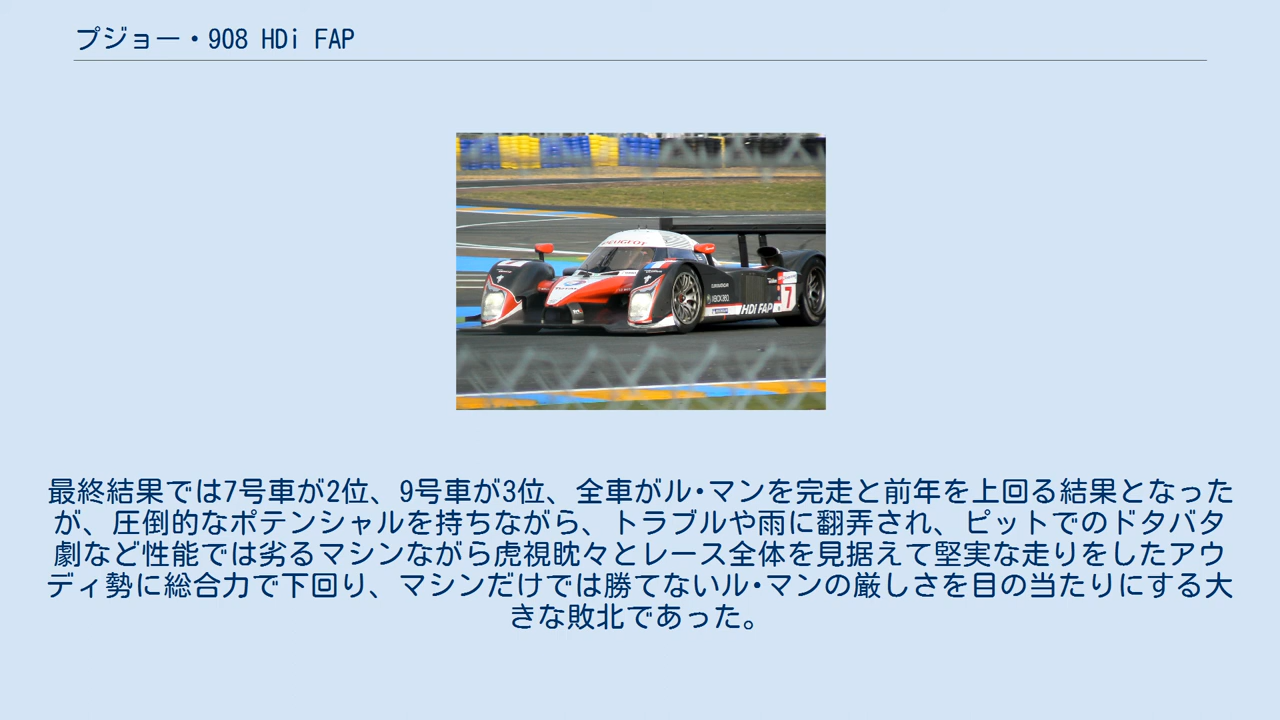 プジョー・908 HDi FAP
PEUGEOT
TOTAL
XBOX360
HDi FAP
7
最終結果では7号車が2位、9号車が3位、全車がル・マンを完走と前年を上回る結果となった
が、圧倒的なポテンシャルを持ちながら、トラブルや雨に翻弄され、ピットでのドタバタ
劇など性能では劣るマシンながら虎視眈々とレース全体を見据えて堅実な走りをしたアウ
ディ勢に総合力で下回り、マシンだけでは勝てないル・マンの厳しさを目の当たりにする大
きな敗北であった。